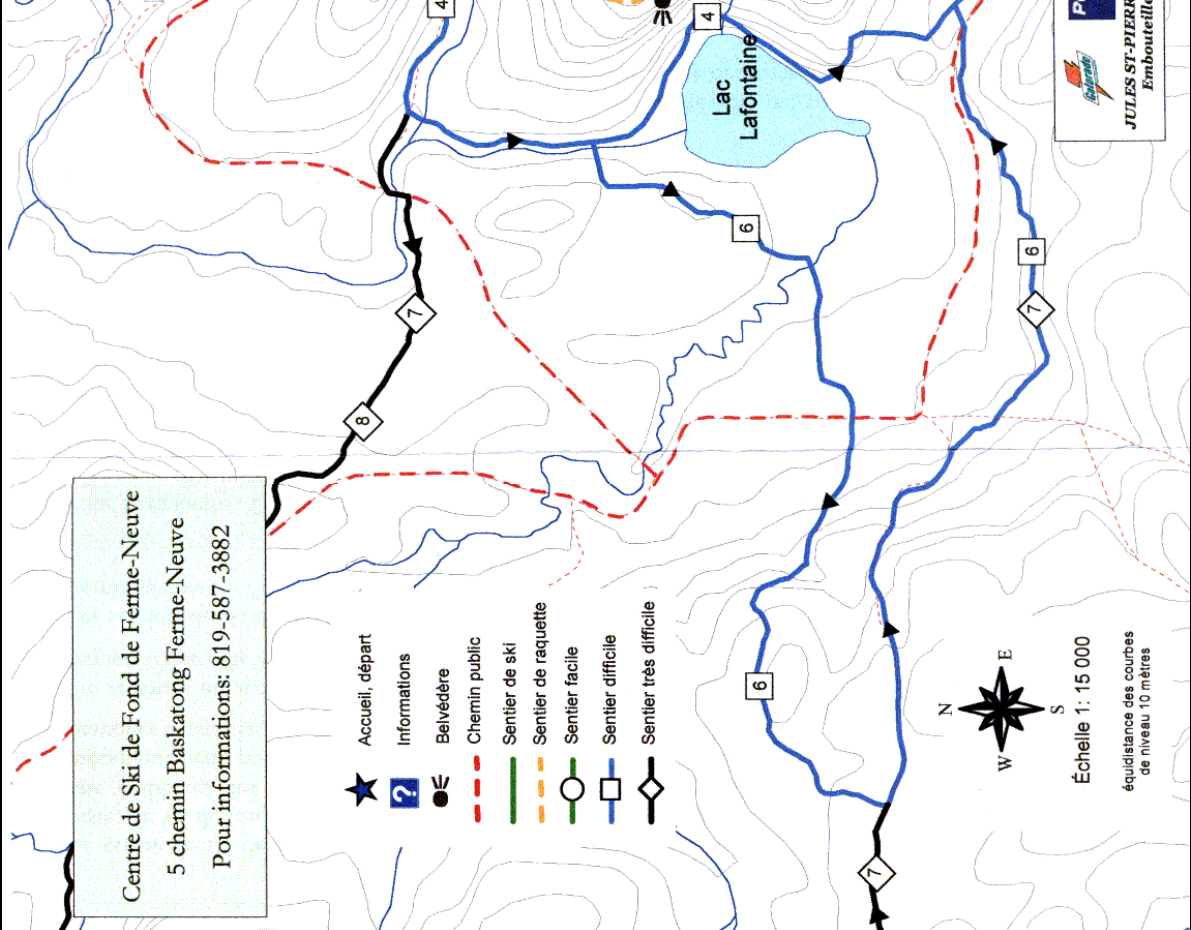 Centre de Ski de Fond de Ferme-Neuve
5 chemin Baskatong Ferme-Neuve
Pour informations: 819-587-3882
Accueil, départ
?
Informations
Belvédère
Chemin public
Sentier de ski
Sentier de raquette
Sentier facile
Sentier difficile
Sentier très difficile
N
W
E
S
Échelle 1: 15 000
équidistance des courbes
de niveau 10 mètres
4
4
Lac
Lafontaine
6
6
7
7
8
6
7
Gatorade
JULES ST-PIERRE